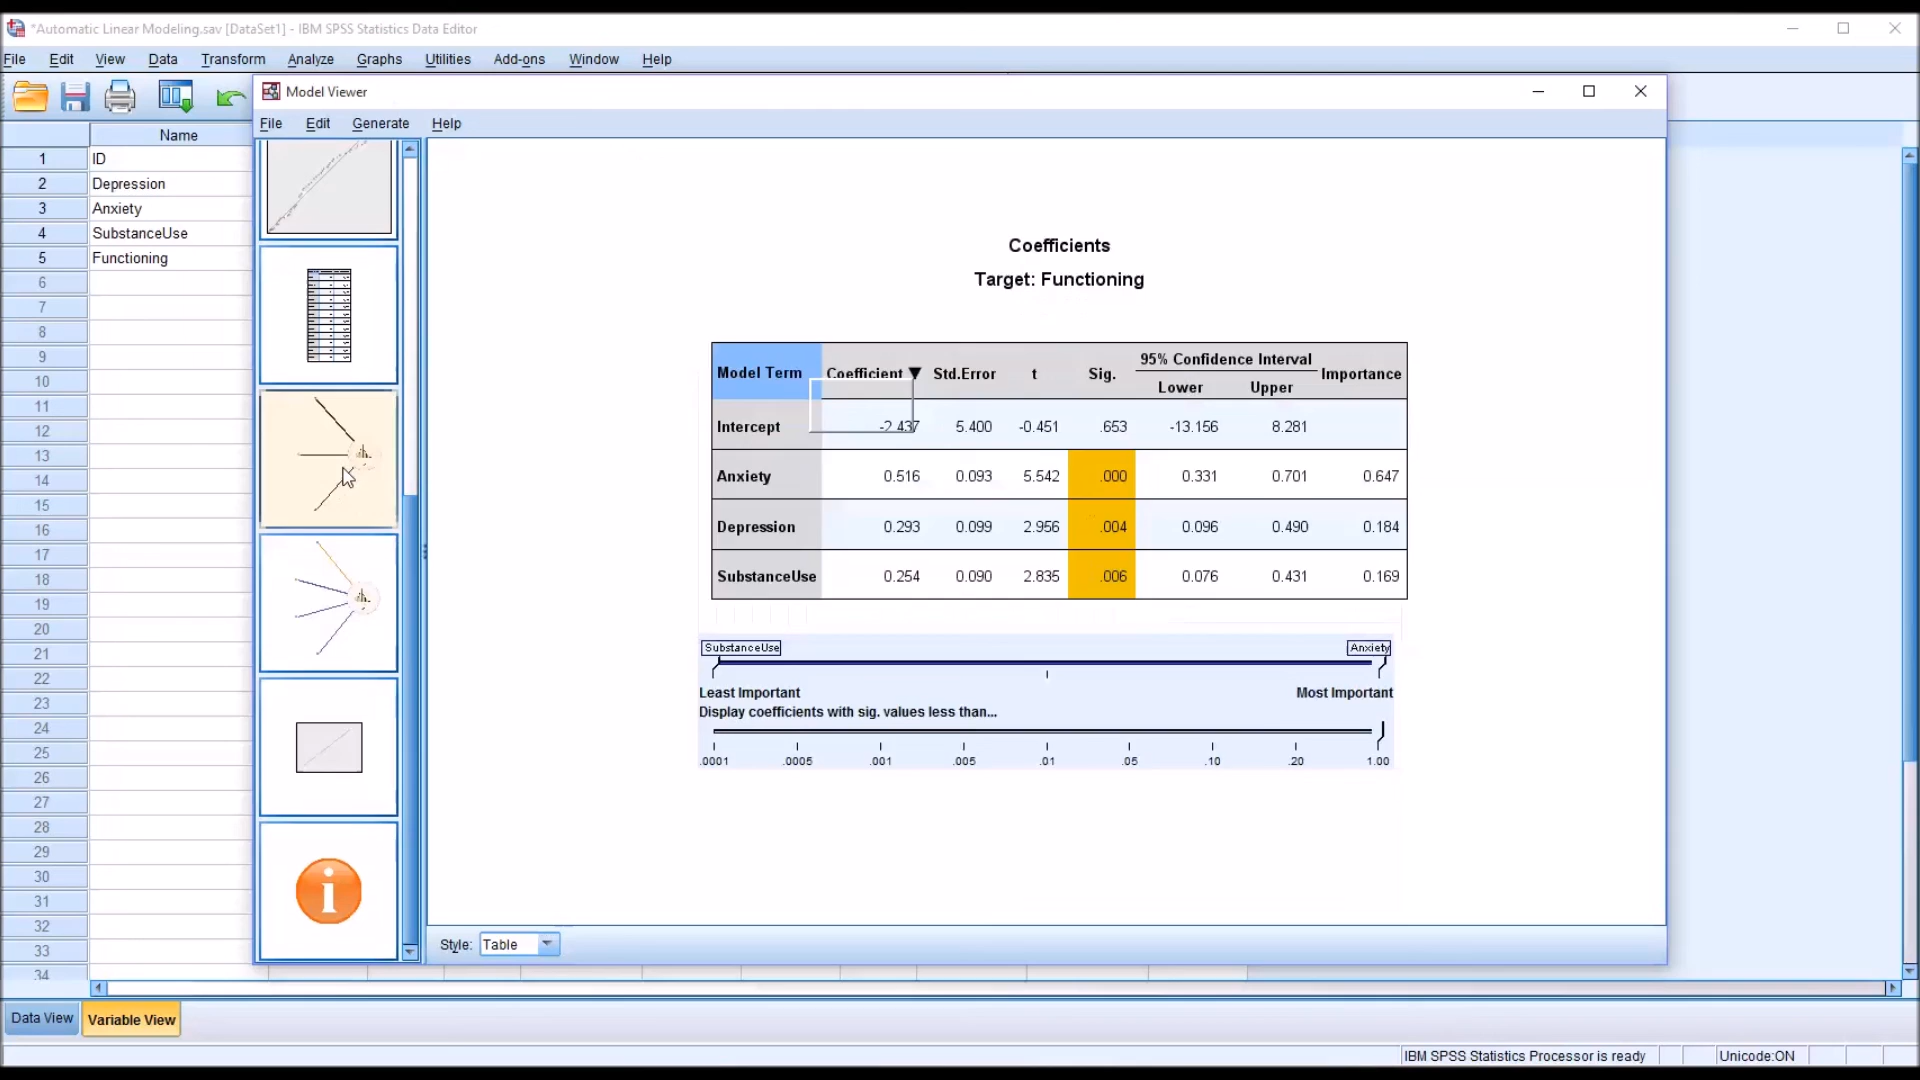 *Automatic Linear Modeling.sav [DataSet1] - IBM SPSS Statistics Data Editor
File Edit View Data Transform Analyze Graphs Utilities Add-ons Window Help
Model Viewer
File Edit Generate Help
Name
1 ID
2 Depression
3 Anxiety
4 SubstanceUse
5 Functioning
6
7
8
9
10
11
12
13
14
15
16
17
18
19
20
21
22
23
24
25
26
27
28
29
30
31
32
33
34
Coefficients
Target: Functioning
Model Term Coefficient ▼ Std.Error t Sig. 95% Confidence Interval Importance
Lower Upper
Intercept -2.437 5.400 -0.451 .653 -13.156 8.281
Anxiety 0.516 0.093 5.542 .000 0.331 0.701 0.647
Depression 0.293 0.099 2.956 .004 0.096 0.490 0.184
SubstanceUse 0.254 0.090 2.835 .006 0.076 0.431 0.169
SubstanceUse Anxiety
Least Important Most Important
Display coefficients with sig. values less than...
.0001 .0005 .001 .005 .01 .05 .10 .20 1.00
Style: Table
Data View Variable View
IBM SPSS Statistics Processor is ready Unicode:ON